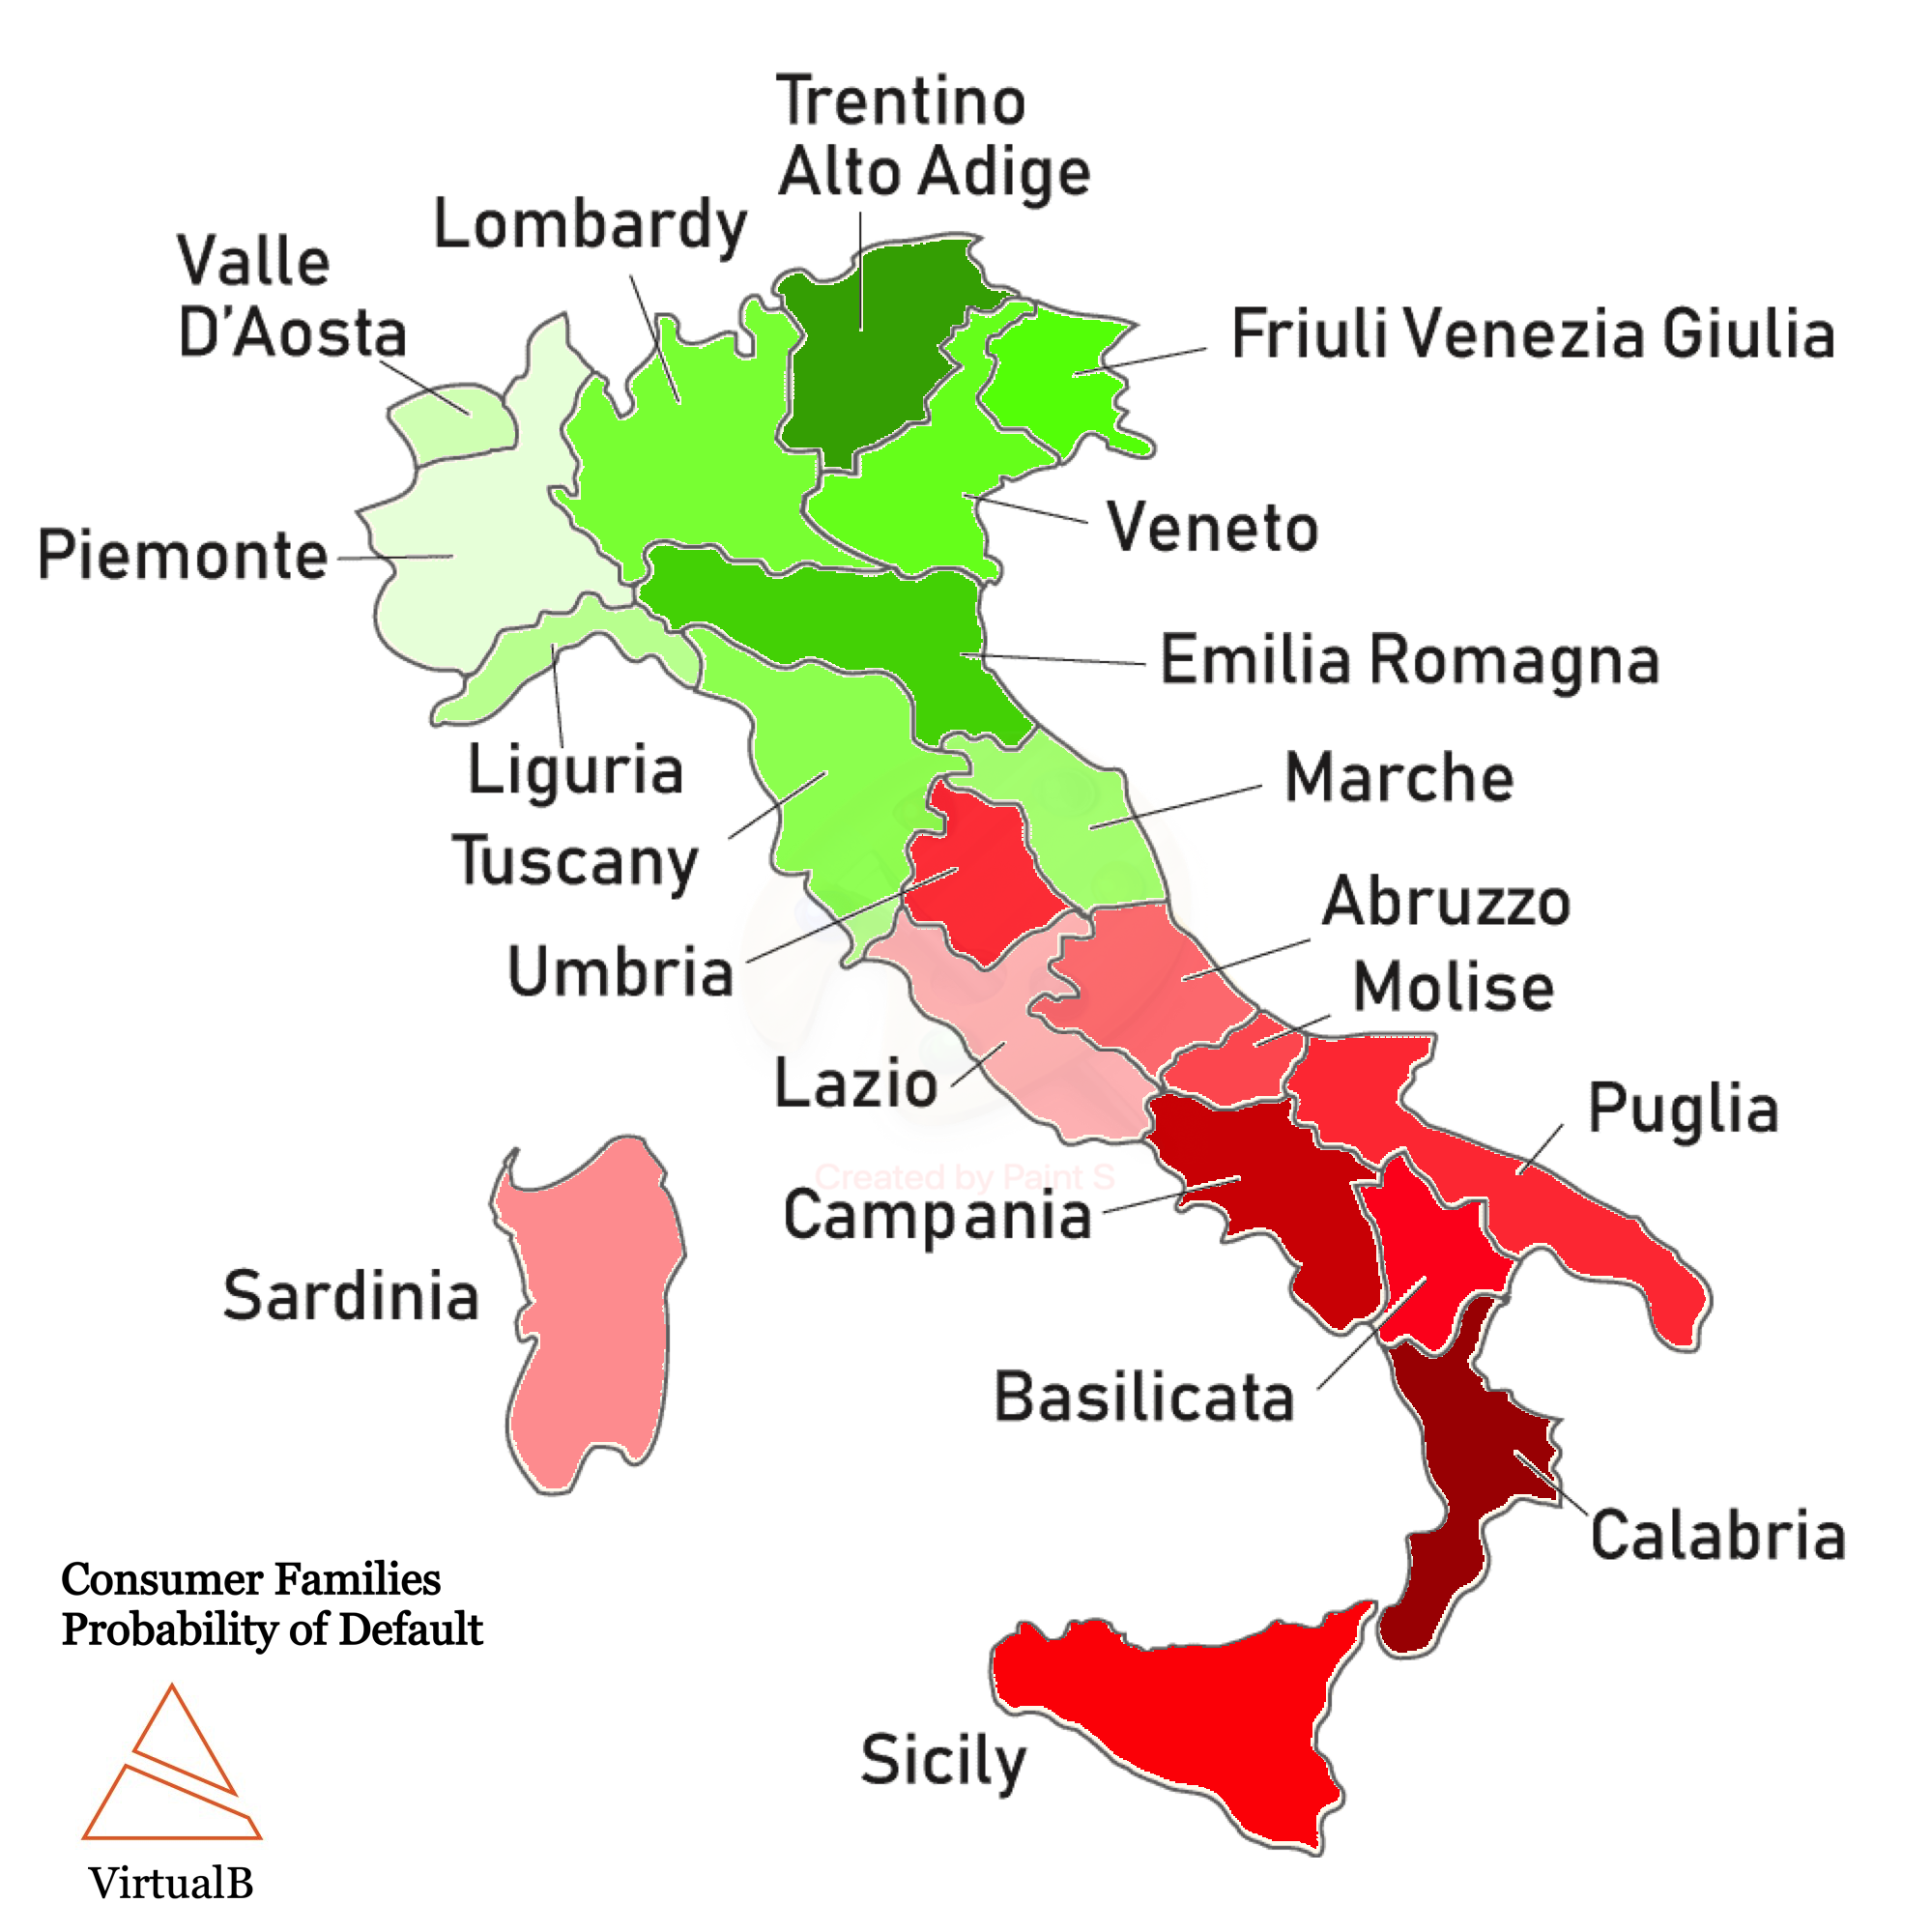 Trentino
Alto Adige
Lombardy
Valle
D'Aosta
Friuli Venezia Giulia
Veneto
Piemonte
Emilia Romagna
Liguria
Marche
Tuscany
Abruzzo
Umbria
Molise
Lazio
Puglia
Created by Paint S
Campania
Sardinia
Basilicata
Calabria
Consumer Families
Probability of Default
Sicily
VirtualB